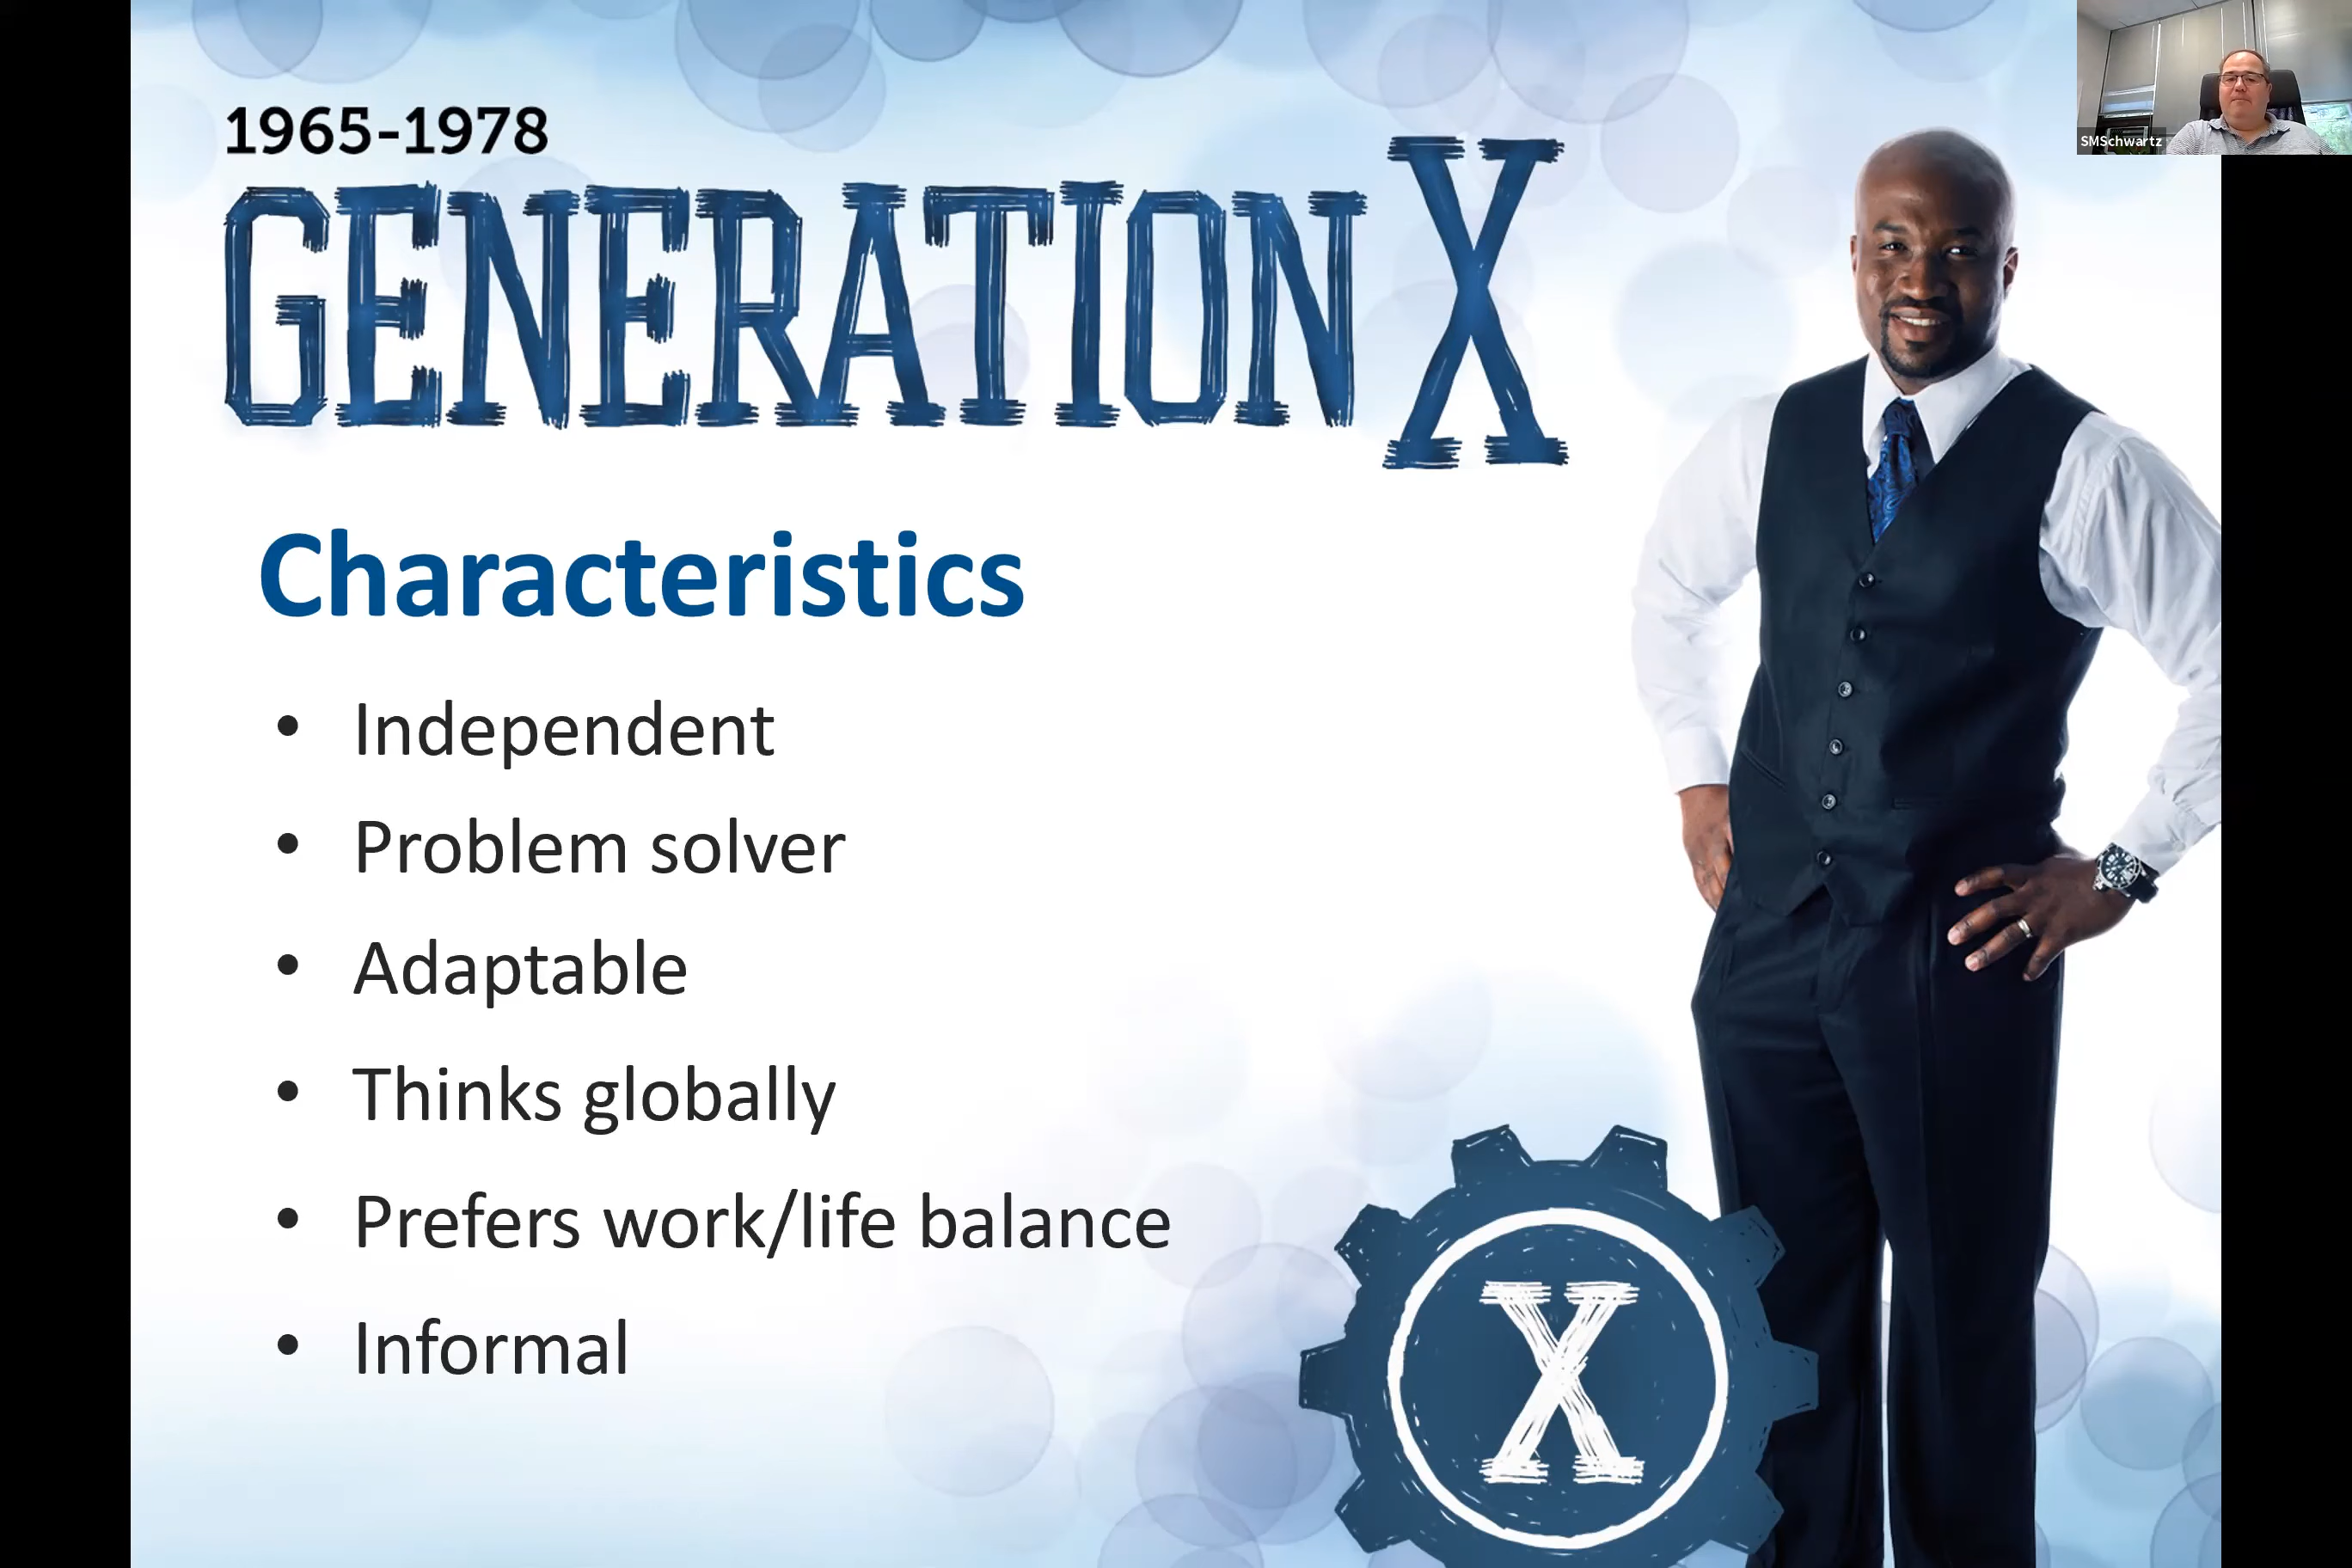 1965-1978
GENERATION X
SMSchwartz
Characteristics
• Independent
• Problem solver
• Adaptable
• Thinks globally
• Prefers work/life balance
• Informal
X